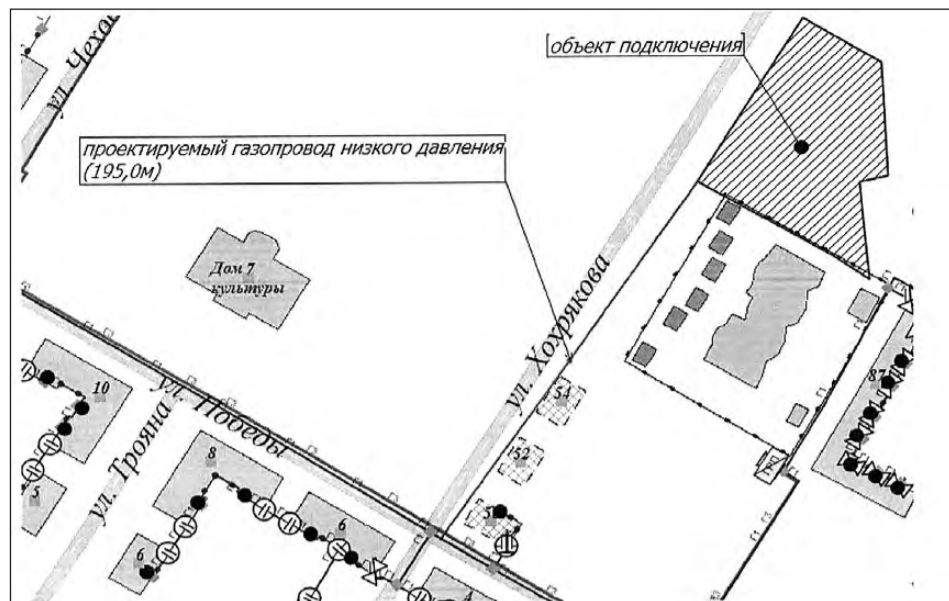 ул. Чехов
объект подключения
проектируемый газопровод низкого давления
(195,0м)
ул. Хохрякова
Дом 7
культуры
54
87
10
ул. Победы
52
ул. Трояна
8
5
6
6